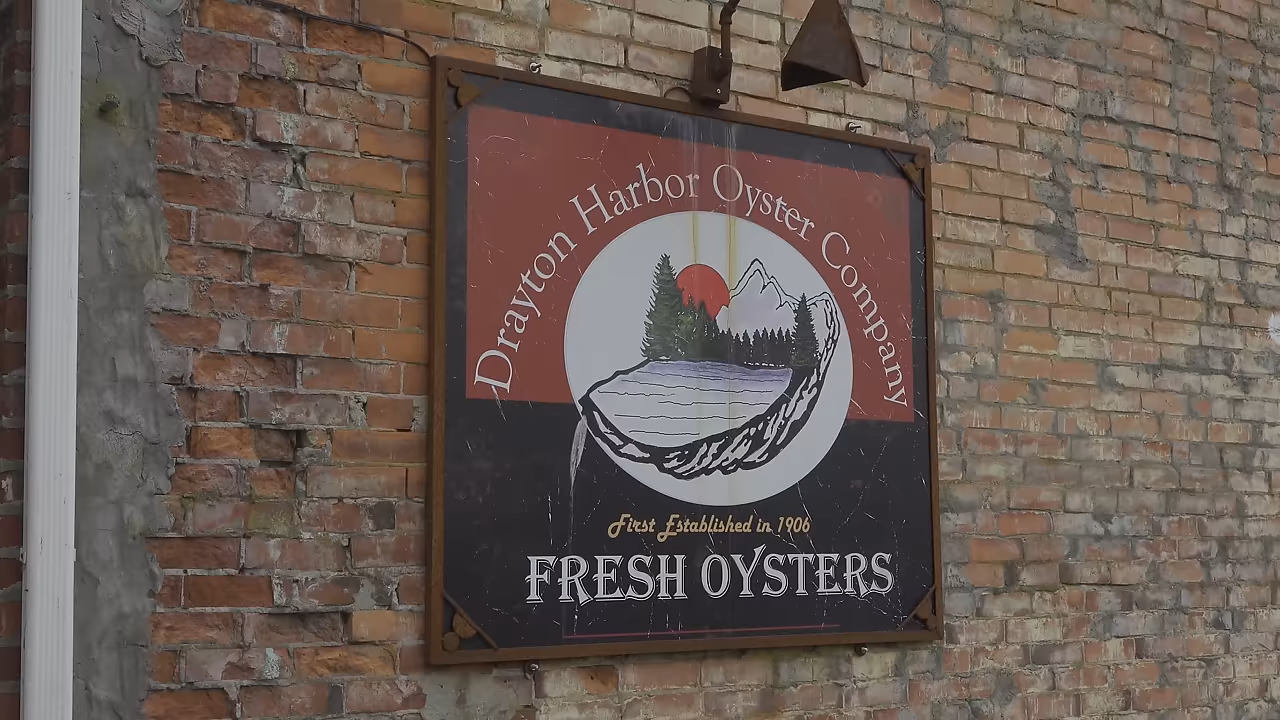 Drayton Harbor Oyster Company
First Established in 1906
FRESH OYSTERS